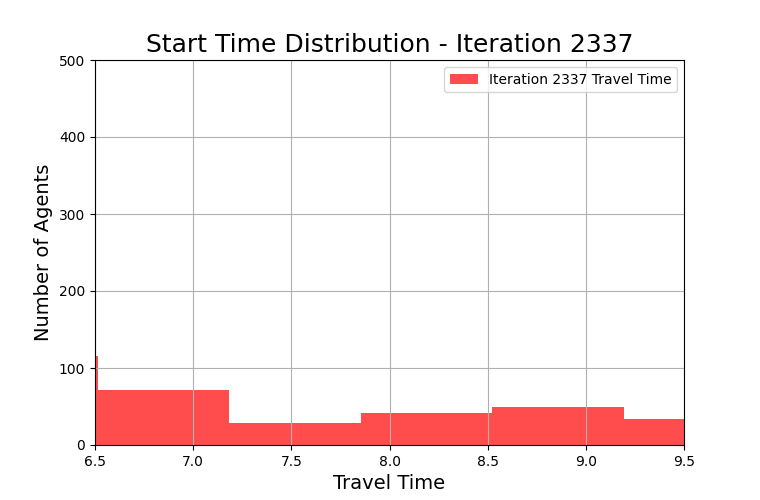 Start Time Distribution - Iteration 2337
Iteration 2337 Travel Time
Number of Agents
500
400
300
200
100
0
6.5 7.0 7.5 8.0 8.5 9.0 9.5
Travel Time